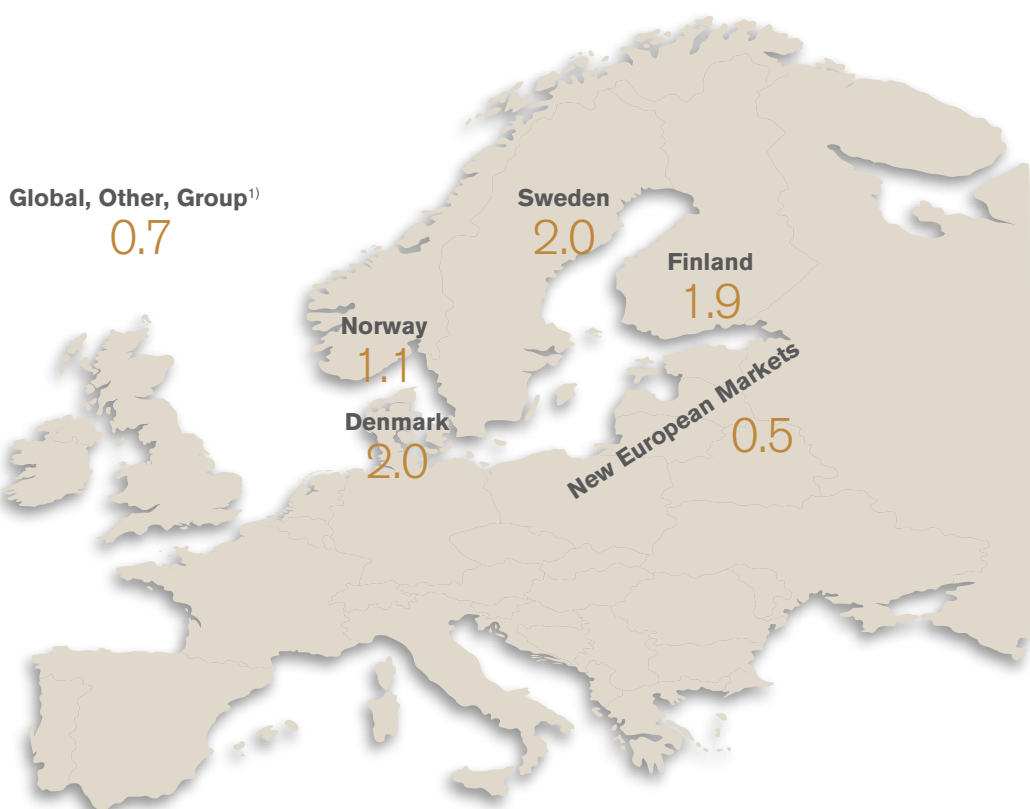 Global, Other, Group1)
0.7
Sweden
2.0
Finland
1.9
Norway
1.1
Denmark
2.0
New European Markets
0.5